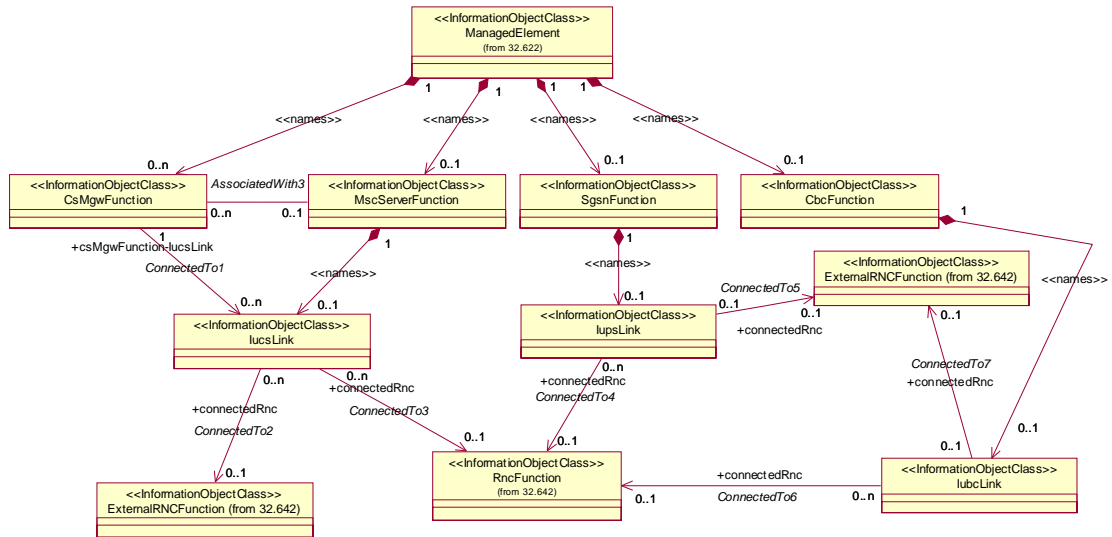 <<InformationObjectClass>>
ManagedElement
(from 32.622)
1
1
1
1
<<names>>
<<names>>
<<names>>
<<names>>
0..n
0..1
0..1
0..1
<<InformationObjectClass>>
CsMgwFunction
AssociatedWith3
0..n
0..1
<<InformationObjectClass>>
MscServerFunction
<<InformationObjectClass>>
SgsnFunction
<<InformationObjectClass>>
CbcFunction
1
1
1
1
+csMgwFunction-IucsLink
ConnectedTo1
<<names>>
<<names>>
<<names>>
<<InformationObjectClass>>
ExternalRNCFunction (from 32.642)
0..n
0..1
0..1
ConnectedTo5
0..1
0..1
+connectedRnc
0..1
<<InformationObjectClass>>
IucsLink
<<InformationObjectClass>>
IupsLink
0..n
0..n
0..n
+connectedRnc
ConnectedTo2
+connectedRnc
ConnectedTo3
+connectedRnc
ConnectedTo4
ConnectedTo7
+connectedRnc
0..1
0..1
0..1
0..1
0..1
<<InformationObjectClass>>
ExternalRNCFunction (from 32.642)
<<InformationObjectClass>>
RncFunction
(from 32.642)
+connectedRnc
0..1
ConnectedTo6
0..n
<<InformationObjectClass>>
IubcLink